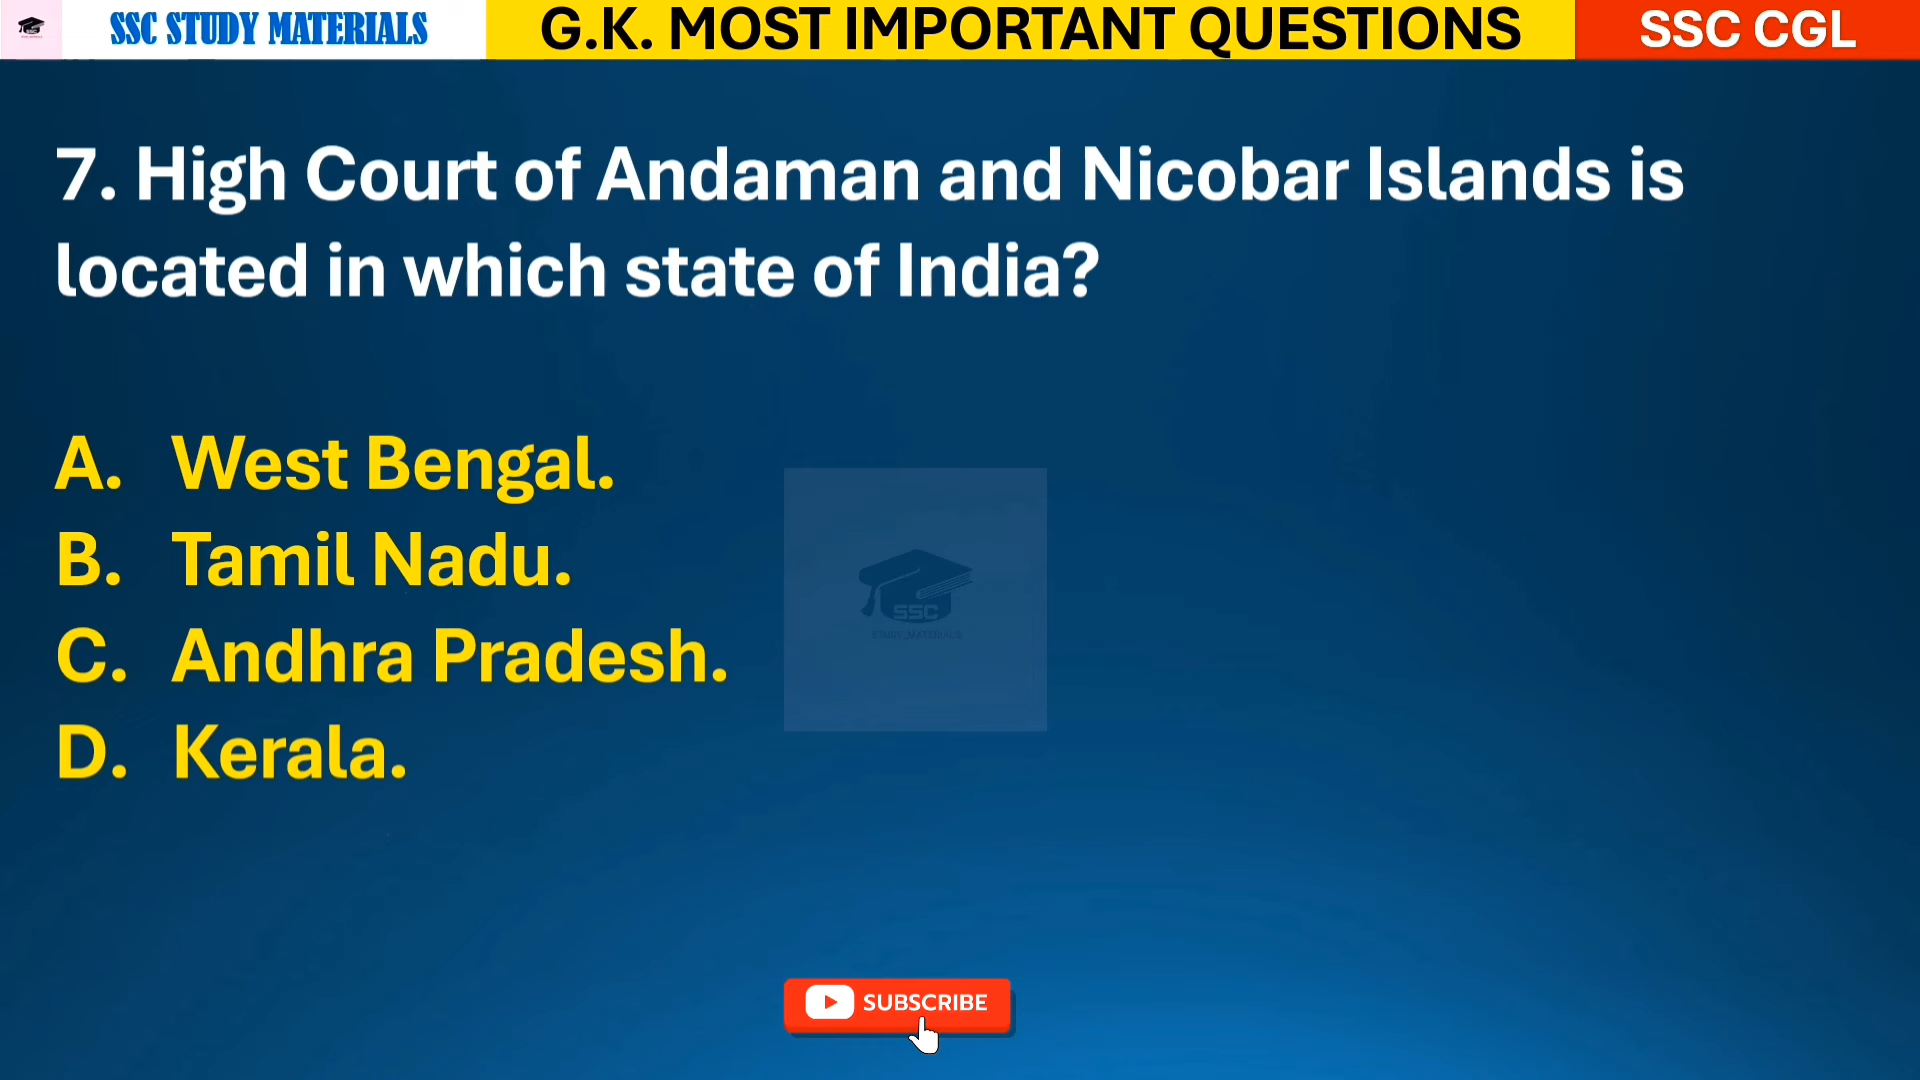 SSC STUDY MATERIALS
G.K. MOST IMPORTANT QUESTIONS
SSC CGL
7. High Court of Andaman and Nicobar Islands is
located in which state of India?
A. West Bengal.
B. Tamil Nadu.
C. Andhra Pradesh.
D. Kerala.
SSC
STUDY_MATERIALS
SUBSCRIBE